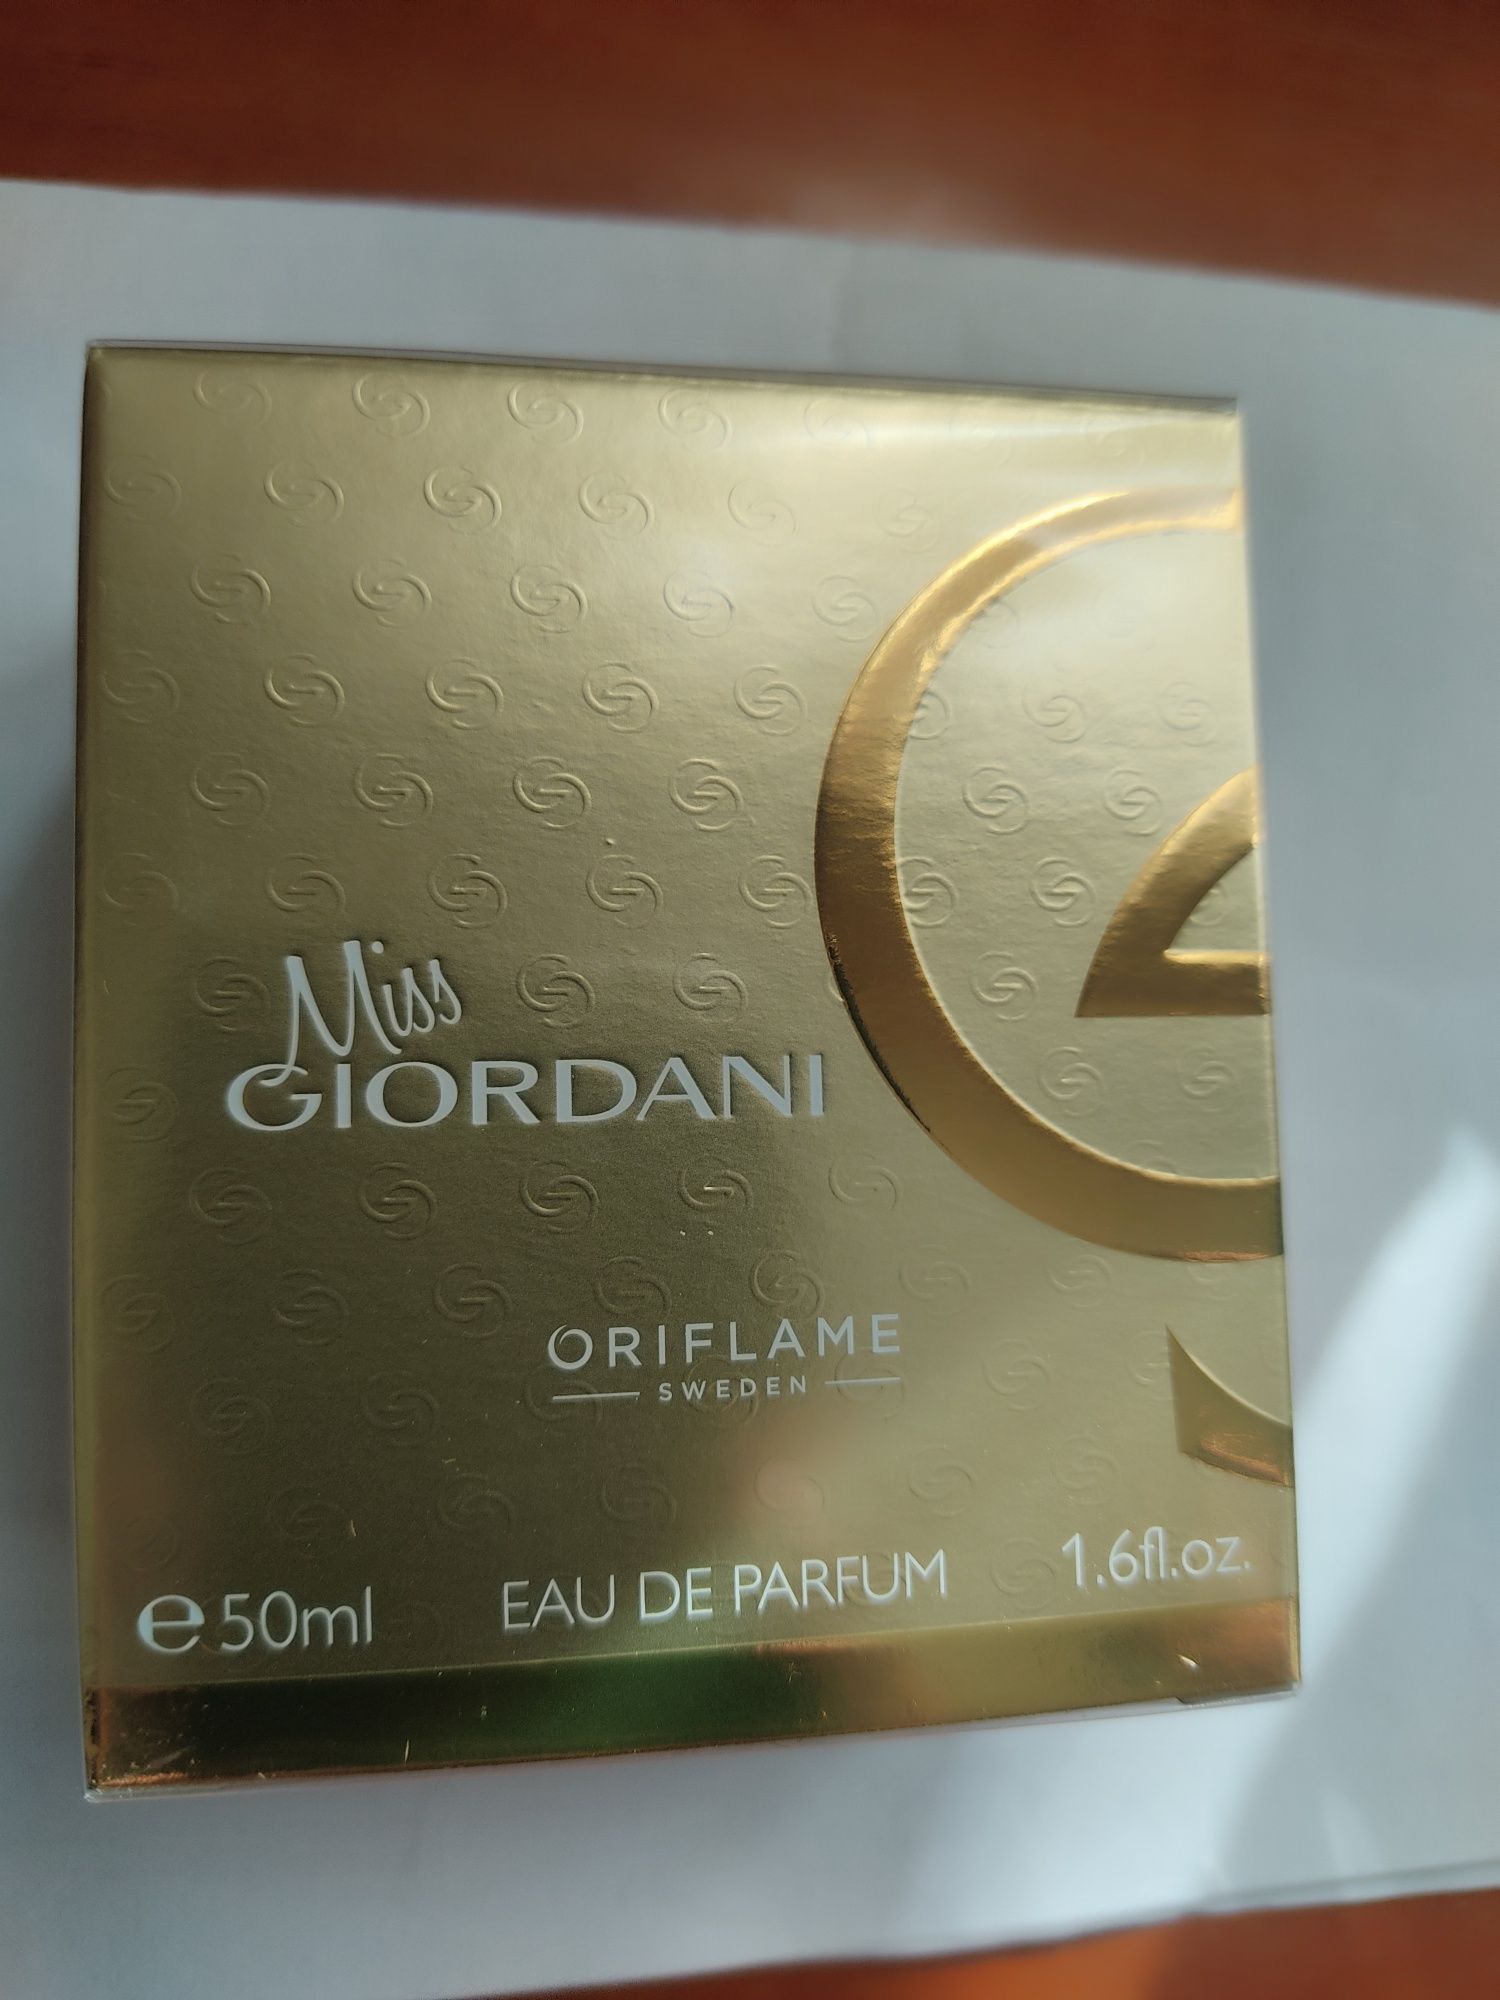 Miss
GIORDANI
ORIFLAME
SWEDEN
e 50ml EAU DE PARFUM 1.6fl.oz.